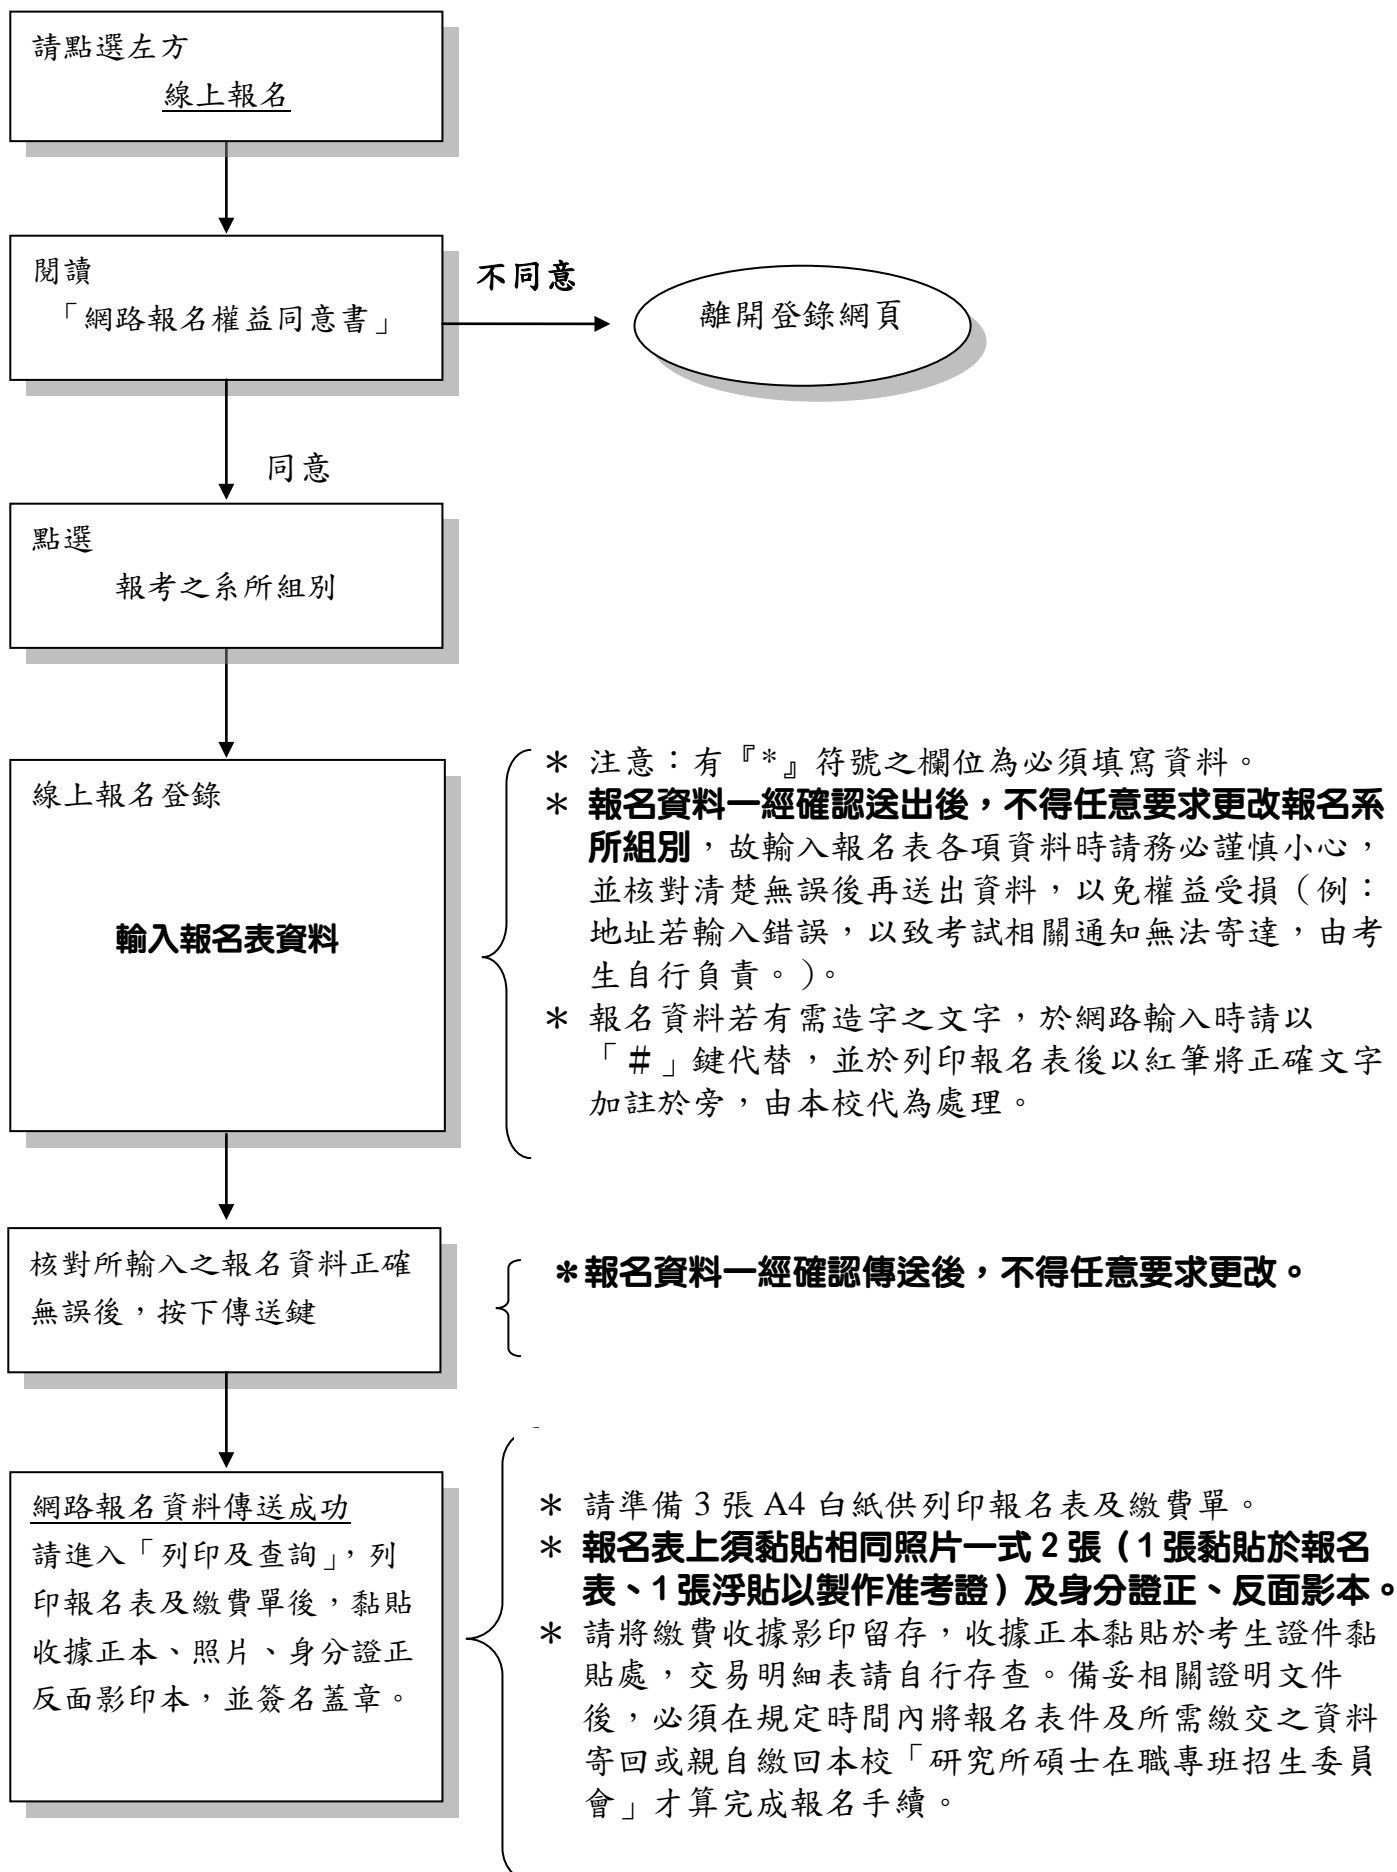 請點選左方
線上報名
閱讀
「網路報名權益同意書」
不同意
離開登錄網頁
同意
點選
報考之系所組別
線上報名登錄
輸入報名表資料
＊ 注意：有『*』符號之欄位為必須填寫資料。
＊ 報名資料一經確認送出後，不得任意要求更改報名系
所組別，故輸入報名表各項資料時請務必謹慎小心，
並核對清楚無誤後再送出資料，以免權益受損（例：
地址若輸入錯誤，以致考試相關通知無法寄達，由考
生自行負責。）。
＊ 報名資料若有需造字之文字，於網路輸入時請以
「＃」鍵代替，並於列印報名表後以紅筆將正確文字
加註於旁，由本校代為處理。
核對所輸入之報名資料正確
無誤後，按下傳送鍵
＊報名資料一經確認傳送後，不得任意要求更改。
網路報名資料傳送成功
請進入「列印及查詢」，列
印報名表及繳費單後，黏貼
收據正本、照片、身分證正
反面影印本，並簽名蓋章。
＊ 請準備 3 張 A4 白紙供列印報名表及繳費單。
＊ 報名表上須黏貼相同照片一式 2 張（1 張黏貼於報名
表、1 張浮貼以製作准考證）及身分證正、反面影本。
＊ 請將繳費收據影印留存，收據正本黏貼於考生證件黏
貼處，交易明細表請自行存查。備妥相關證明文件
後，必須在規定時間內將報名表件及所需繳交之資料
寄回或親自繳回本校「研究所碩士在職專班招生委員
會」才算完成報名手續。